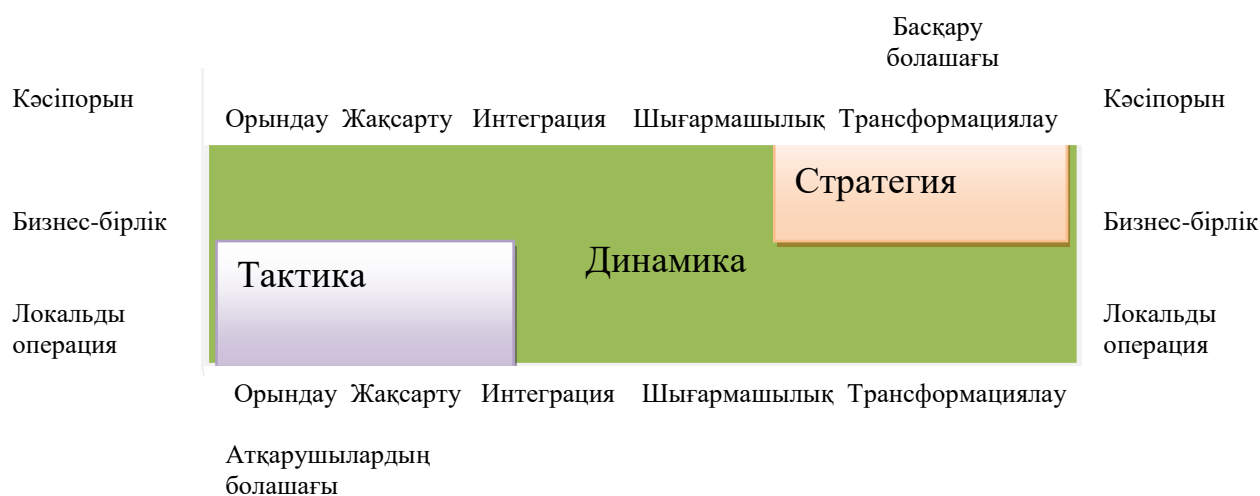 Басқару
болашағы
Кәсіпорын
Кәсіпорын
Орындау Жақсарту Интеграция Шығармашылық Трансформациялау
Стратегия
Бизнес-бірлік
Бизнес-бірлік
Динамика
Тактика
Локальды
операция
Локальды
операция
Орындау Жақсарту Интеграция Шығармашылық Трансформациялау
Атқарушылардың
болашағы